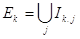 E_k = ⋃_j I_{k,j}